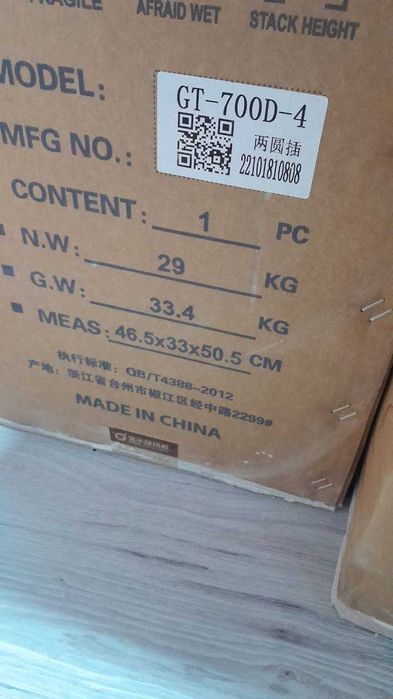 FRAGILE AFRAID WET STACK HEIGHT
MODEL: GT-700D-4
两圆插
MFG NO.: 22101810808
CONTENT: 1 PC
N.W: 29 KG
G.W: 33.4 KG
MEAS: 46.5x33x50.5 CM
执行标准: QB/T4388-2012
产地: 浙江省台州市椒江区经中路2299#
MADE IN CHINA